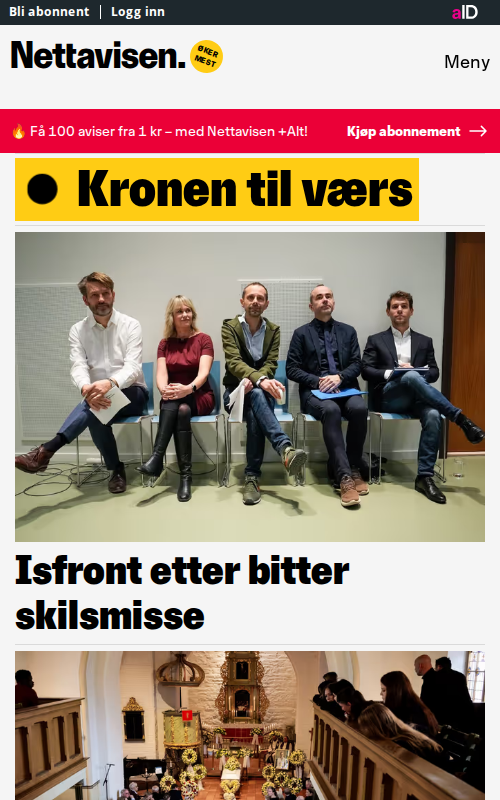 Bli abonnent | Logg inn
aID
Nettavisen.
ØKER
MEST
Meny
🔥 Få 100 aviser fra 1 kr – med Nettavisen +Alt!
Kjøp abonnement →
Kronen til værs
Isfront etter bitter
skilsmisse